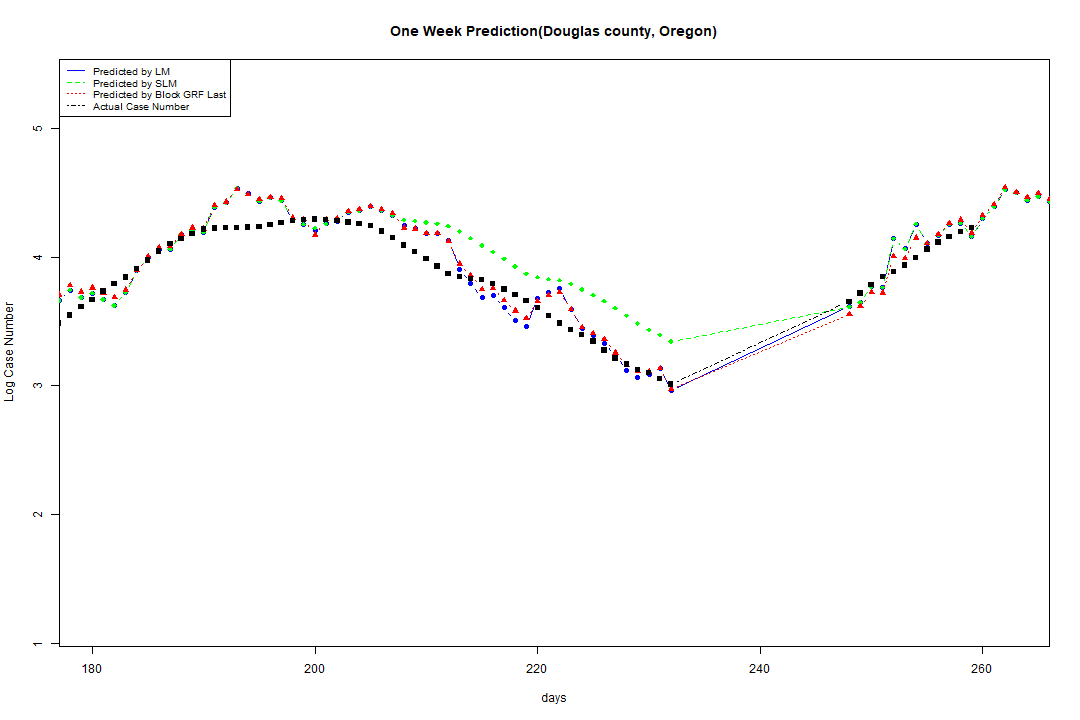 One Week Prediction(Douglas county, Oregon)
Predicted by LM
Predicted by SLM
Predicted by Block GRF Last
Actual Case Number
5
4
3
2
1
Log Case Number
180 200 220 240 260
days